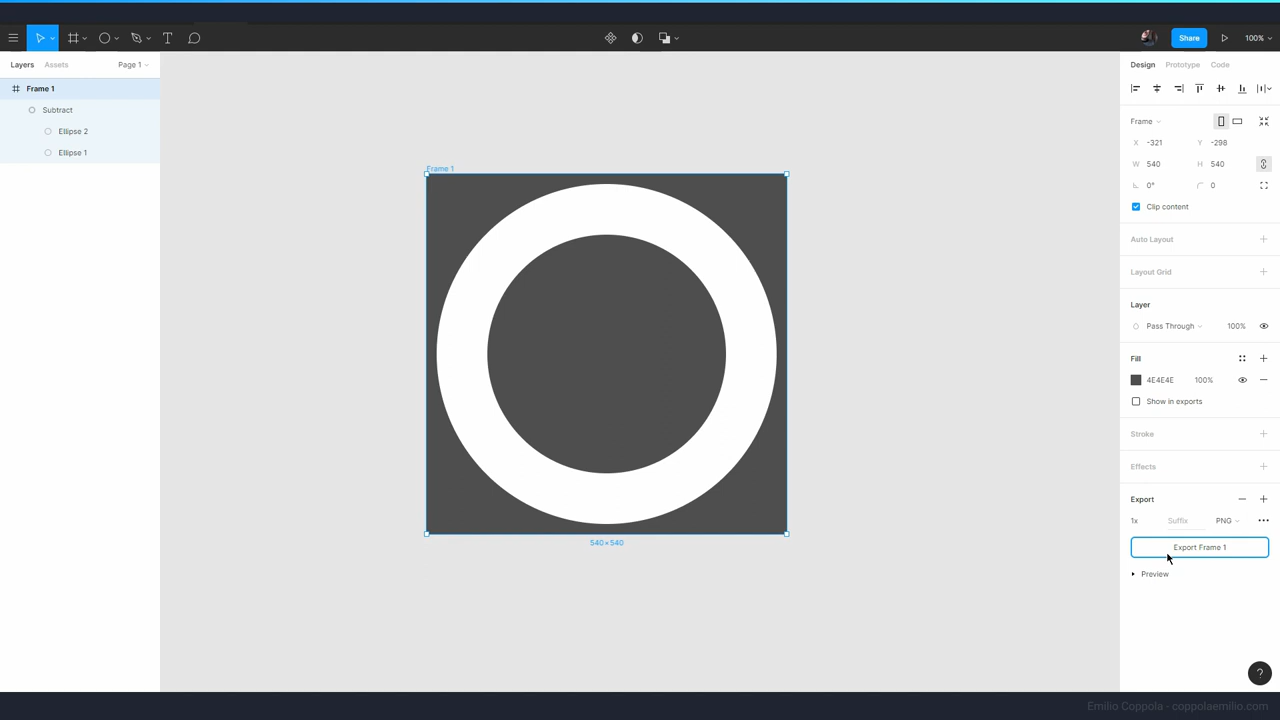 Share
100%
Layers Assets Page 1
Design Prototype Code
Frame 1
Subtract
Ellipse 2
Ellipse 1
Frame 1
540×540
Frame
X -321 Y -298
W 540 H 540
0° 0
Clip content
Auto Layout
Layout Grid
Layer
Pass Through 100%
Fill
4E4E4E 100%
Show in exports
Stroke
Effects
Export
1x Suffix PNG
Export Frame 1
Preview
?
Emilio Coppola - coppolaemilio.com